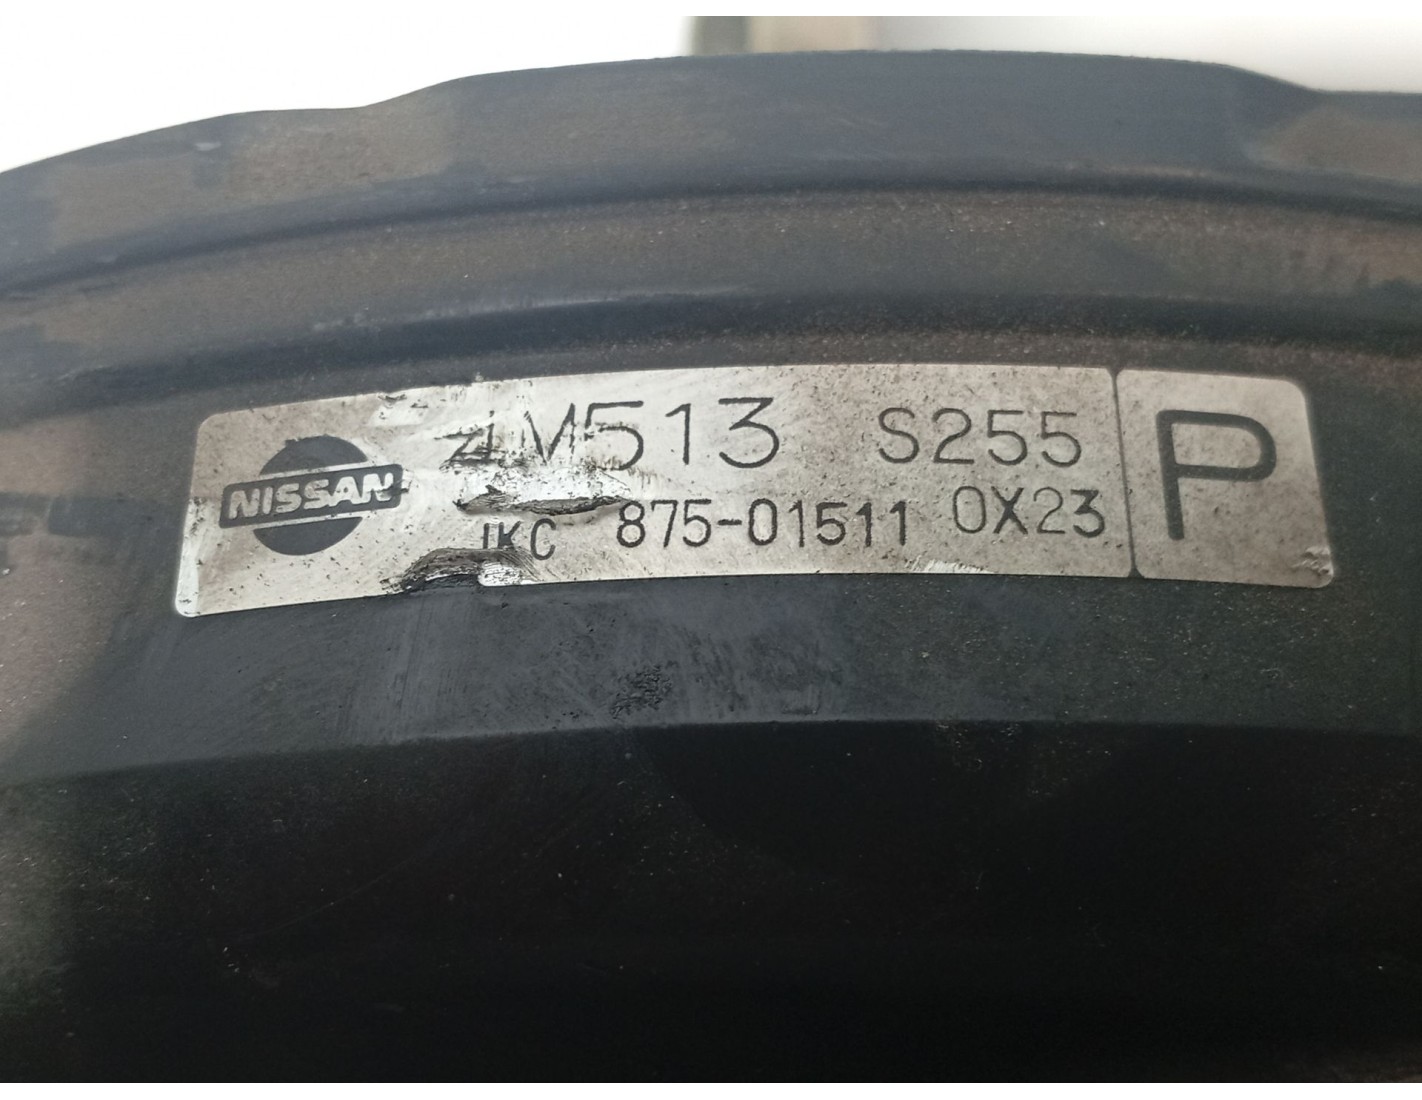 NISSAN
4M513 S255
JKC 875-01511 0X23
P